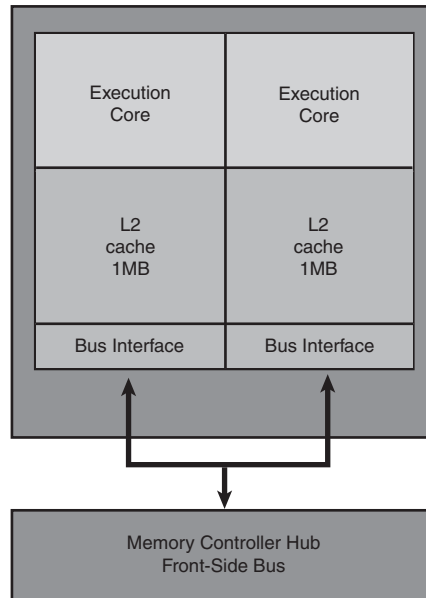 Execution
Core
Execution
Core
L2
cache
1MB
L2
cache
1MB
Bus Interface
Bus Interface
Memory Controller Hub
Front-Side Bus